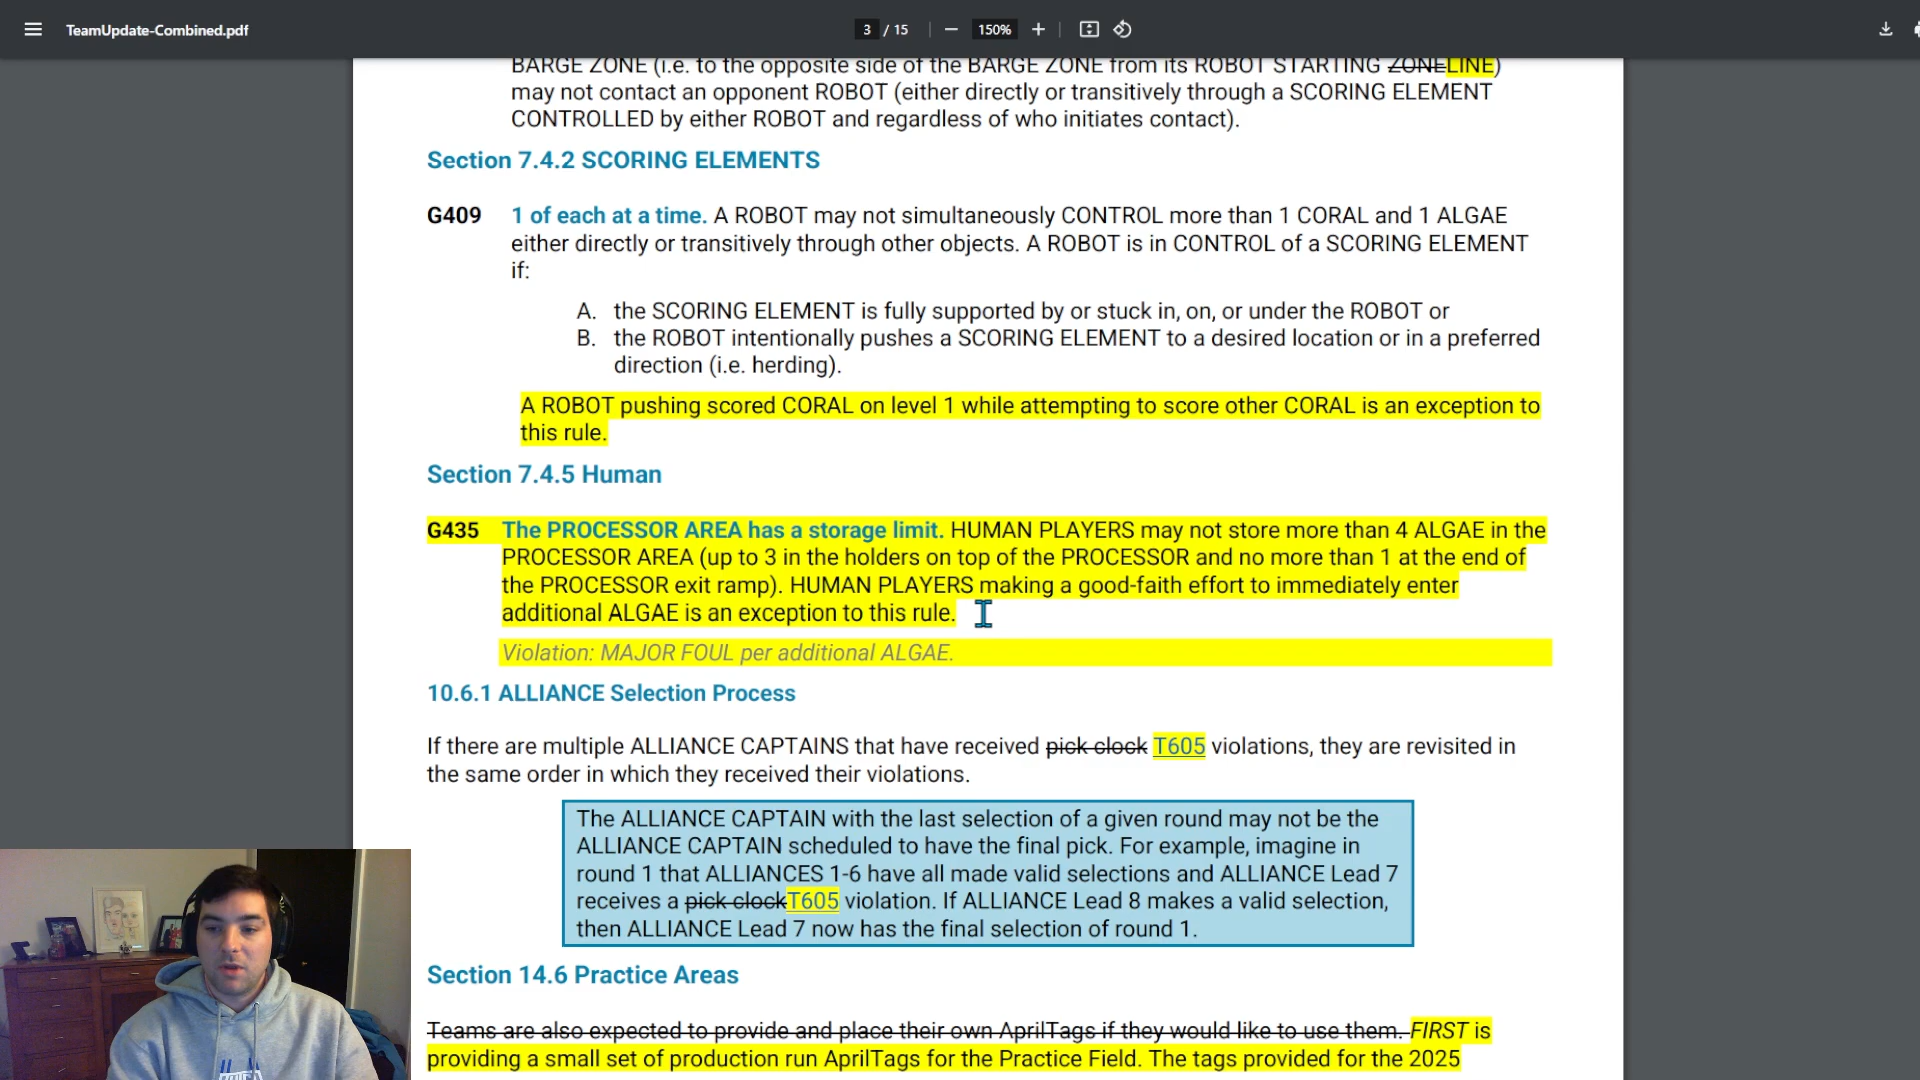 TeamUpdate-Combined.pdf
3 / 15
150%
BARGE ZONE (i.e. to the opposite side of the BARGE ZONE from its ROBOT STARTING ZONELINE)
may not contact an opponent ROBOT (either directly or transitively through a SCORING ELEMENT
CONTROLLED by either ROBOT and regardless of who initiates contact).
Section 7.4.2 SCORING ELEMENTS
G409 1 of each at a time. A ROBOT may not simultaneously CONTROL more than 1 CORAL and 1 ALGAE
either directly or transitively through other objects. A ROBOT is in CONTROL of a SCORING ELEMENT
if:
A. the SCORING ELEMENT is fully supported by or stuck in, on, or under the ROBOT or
B. the ROBOT intentionally pushes a SCORING ELEMENT to a desired location or in a preferred
direction (i.e. herding).
A ROBOT pushing scored CORAL on level 1 while attempting to score other CORAL is an exception to
this rule.
Section 7.4.5 Human
G435 The PROCESSOR AREA has a storage limit. HUMAN PLAYERS may not store more than 4 ALGAE in the
PROCESSOR AREA (up to 3 in the holders on top of the PROCESSOR and no more than 1 at the end of
the PROCESSOR exit ramp). HUMAN PLAYERS making a good-faith effort to immediately enter
additional ALGAE is an exception to this rule.
Violation: MAJOR FOUL per additional ALGAE.
10.6.1 ALLIANCE Selection Process
If there are multiple ALLIANCE CAPTAINS that have received pick clock T605 violations, they are revisited in
the same order in which they received their violations.
The ALLIANCE CAPTAIN with the last selection of a given round may not be the
ALLIANCE CAPTAIN scheduled to have the final pick. For example, imagine in
round 1 that ALLIANCES 1-6 have all made valid selections and ALLIANCE Lead 7
receives a pick clockT605 violation. If ALLIANCE Lead 8 makes a valid selection,
then ALLIANCE Lead 7 now has the final selection of round 1.
Section 14.6 Practice Areas
Teams are also expected to provide and place their own AprilTags if they would like to use them. FIRST is
providing a small set of production run AprilTags for the Practice Field. The tags provided for the 2025